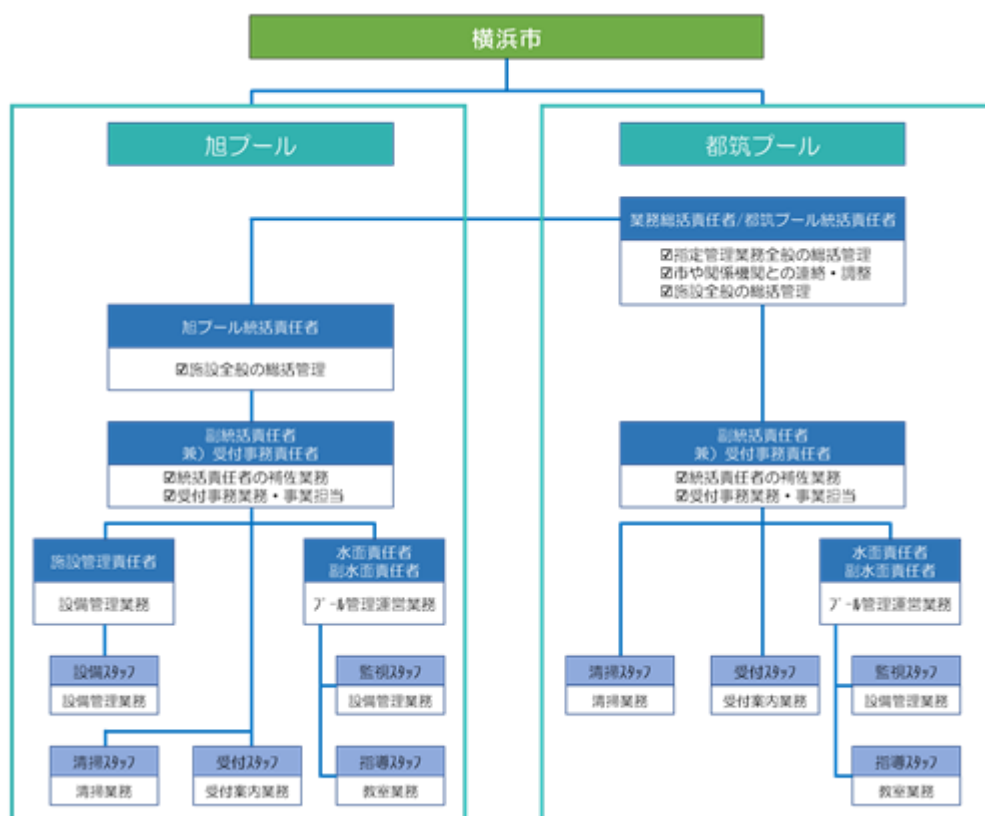 横浜市
旭プール
都筑プール
業務総括責任者/都筑プール統括責任者
☑指定管理業務全般の総括管理
☑市や関係機関との連絡・調整
☑施設全般の総括管理
旭プール統括責任者
☑施設全般の総括管理
副統括責任者
兼）受付事務責任者
☑統括責任者の補佐業務
☑受付事務業務・事業担当
副統括責任者
兼）受付事務責任者
☑統括責任者の補佐業務
☑受付事務業務・事業担当
施設管理責任者
設備管理業務
水面責任者
副水面責任者
プール管理運営業務
水面責任者
副水面責任者
プール管理運営業務
設備スタッフ
設備管理業務
監視スタッフ
設備管理業務
清掃スタッフ
清掃業務
受付スタッフ
受付案内業務
監視スタッフ
設備管理業務
清掃スタッフ
清掃業務
受付スタッフ
受付案内業務
指導スタッフ
教室業務
指導スタッフ
教室業務